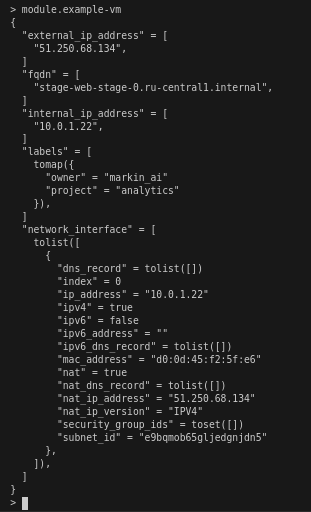 > module.example-vm
{
  "external_ip_address" = [
    "51.250.68.134",
  ]
  "fqdn" = [
    "stage-web-stage-0.ru-central1.internal",
  ]
  "internal_ip_address" = [
    "10.0.1.22",
  ]
  "labels" = [
    tomap({
      "owner" = "markin_ai"
      "project" = "analytics"
    }),
  ]
  "network_interface" = [
    tolist([
      {
        "dns_record" = tolist([])
        "index" = 0
        "ip_address" = "10.0.1.22"
        "ipv4" = true
        "ipv6" = false
        "ipv6_address" = ""
        "ipv6_dns_record" = tolist([])
        "mac_address" = "d0:0d:45:f2:5f:e6"
        "nat" = true
        "nat_dns_record" = tolist([])
        "nat_ip_address" = "51.250.68.134"
        "nat_ip_version" = "IPV4"
        "security_group_ids" = toset([])
        "subnet_id" = "e9bqmob65gljedgnjdn5"
      },
    ]),
  ]
}
>